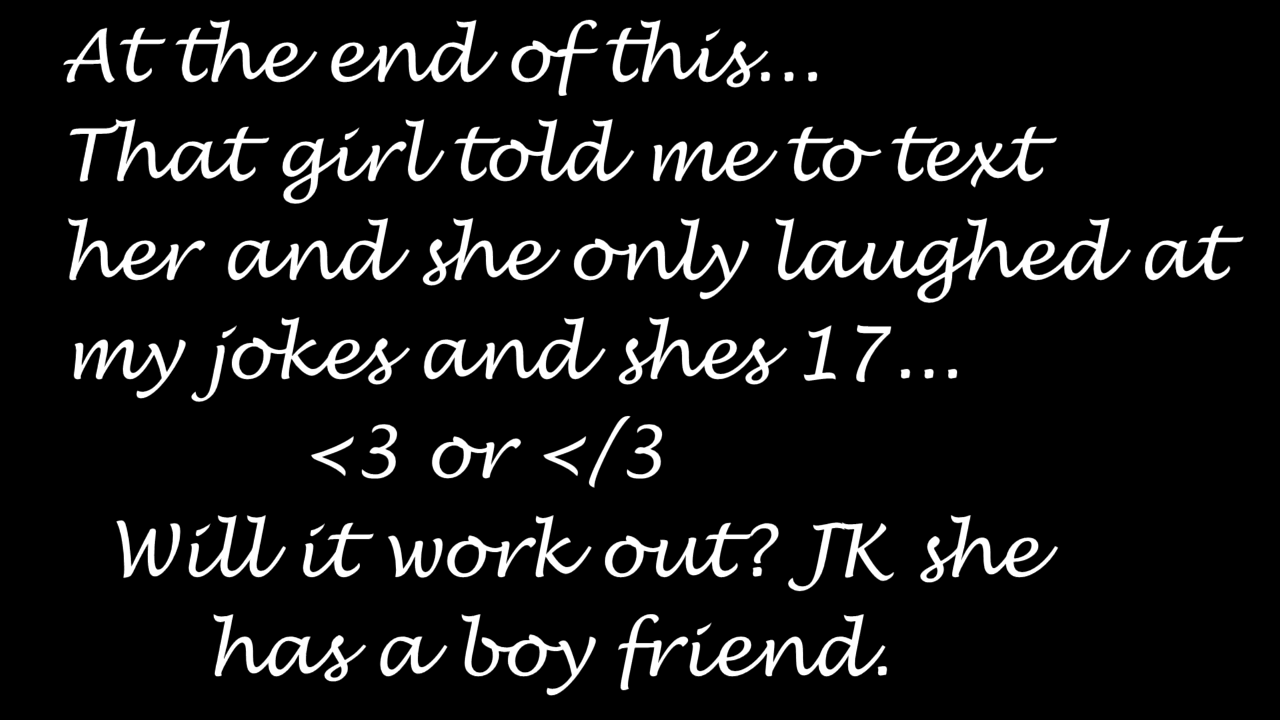 At the end of this...
That girl told me to text
her and she only laughed at
my jokes and shes 17...
<3 or </3
Will it work out? JK she
has a boy friend.